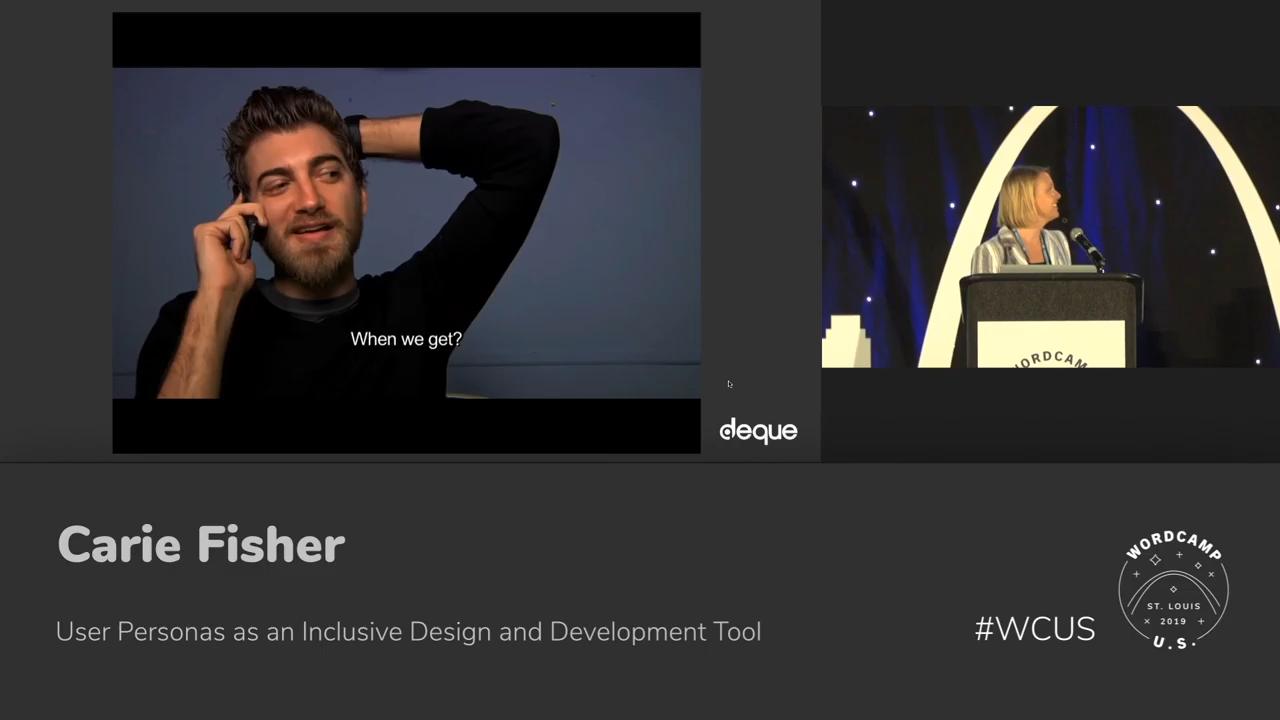 When we get?
deque
WORDCAMP
Carie Fisher
User Personas as an Inclusive Design and Development Tool
#WCUS
WORDCAMP
ST. LOUIS
2019
U.S.